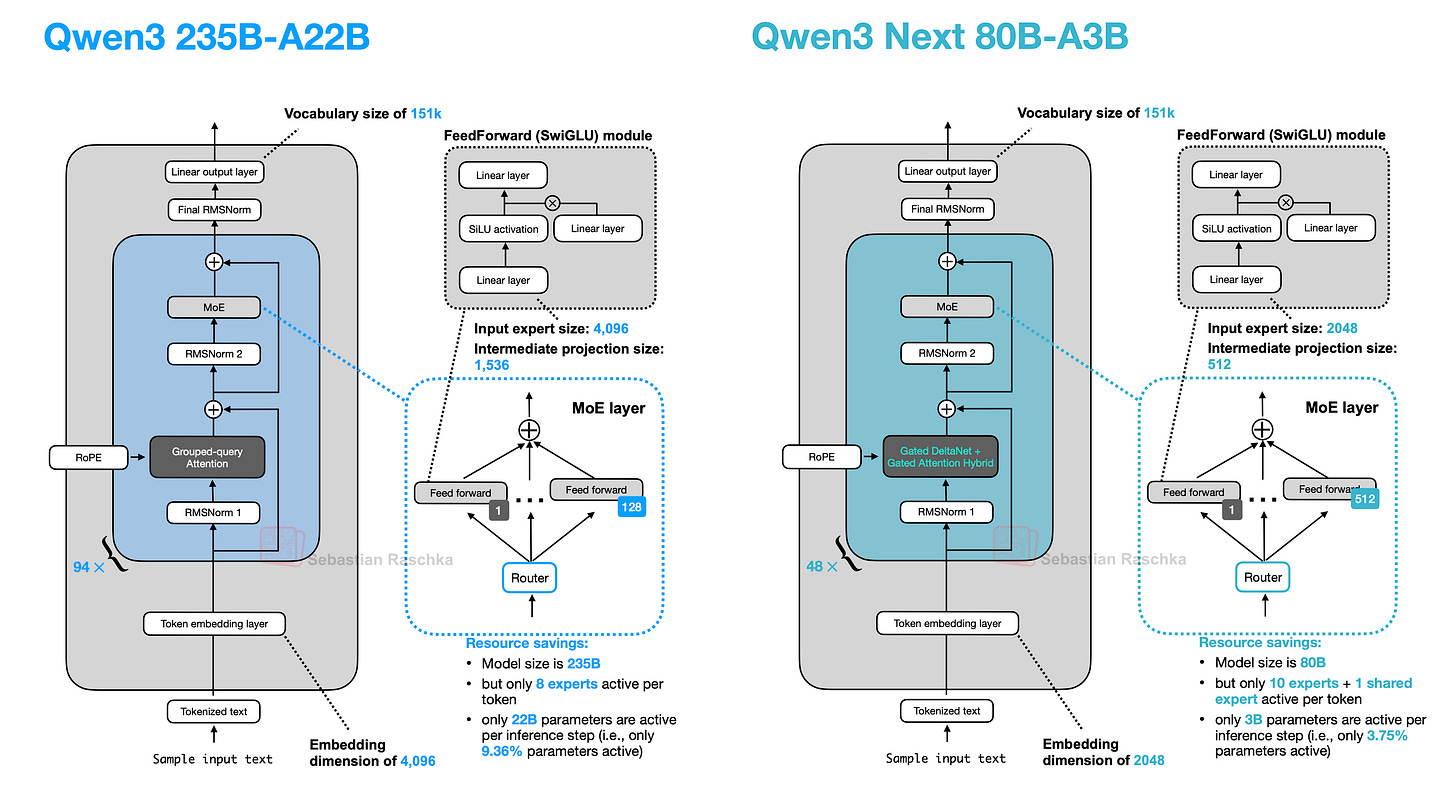 Qwen3 235B-A22B
Vocabulary size of 151k
FeedForward (SwiGLU) module
Linear output layer
Linear layer
Final RMSNorm
SiLU activation
Linear layer
Linear layer
MoE
Input expert size: 4,096
Intermediate projection size:
1,536
RMSNorm 2
MoE layer
RoPE
Grouped-query
Attention
Feed forward
1
Feed forward
128
RMSNorm 1
Sebastian Raschka
94 ×
Router
Token embedding layer
Resource savings:
• Model size is 235B
• but only 8 experts active per
token
• only 22B parameters are active
per inference step (i.e., only
9.36% parameters active)
Tokenized text
Sample input text
Embedding
dimension of 4,096
Qwen3 Next 80B-A3B
Vocabulary size of 151k
FeedForward (SwiGLU) module
Linear output layer
Linear layer
Final RMSNorm
SiLU activation
Linear layer
Linear layer
MoE
Input expert size: 2048
Intermediate projection size:
512
RMSNorm 2
MoE layer
RoPE
Gated DeltaNet +
Gated Attention Hybrid
Feed forward
1
Feed forward
512
RMSNorm 1
Sebastian Raschka
48 ×
Router
Token embedding layer
Resource savings:
• Model size is 80B
• but only 10 experts + 1 shared
expert active per token
• only 3B parameters are active per
inference step (i.e., only 3.75%
parameters active)
Tokenized text
Sample input text
Embedding
dimension of 2048